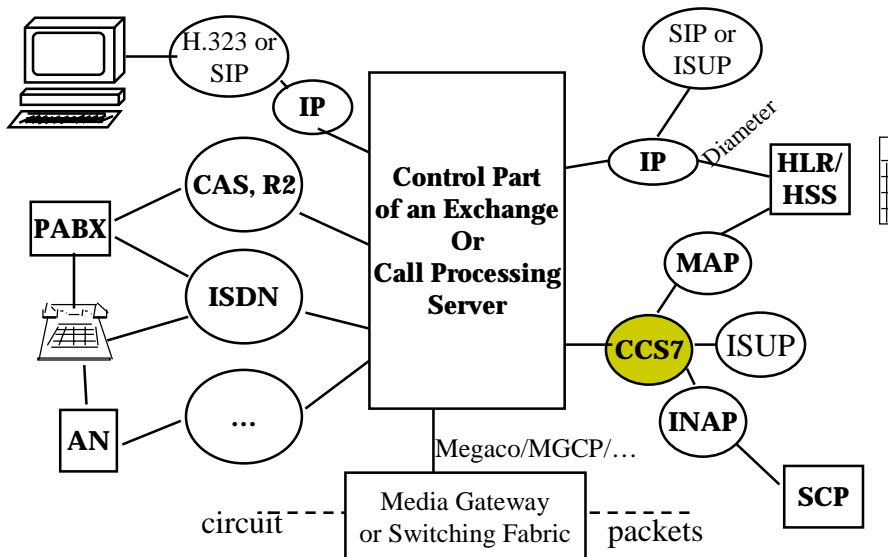 H.323 or
SIP
IP
SIP or
ISUP
IP
Diameter
HLR/
HSS
CAS, R2
PABX
ISDN
Control Part
of an Exchange
Or
Call Processing
Server
MAP
CCS7
ISUP
INAP
...
AN
Megaco/MGCP/...
SCP
Media Gateway
or Switching Fabric
circuit
packets